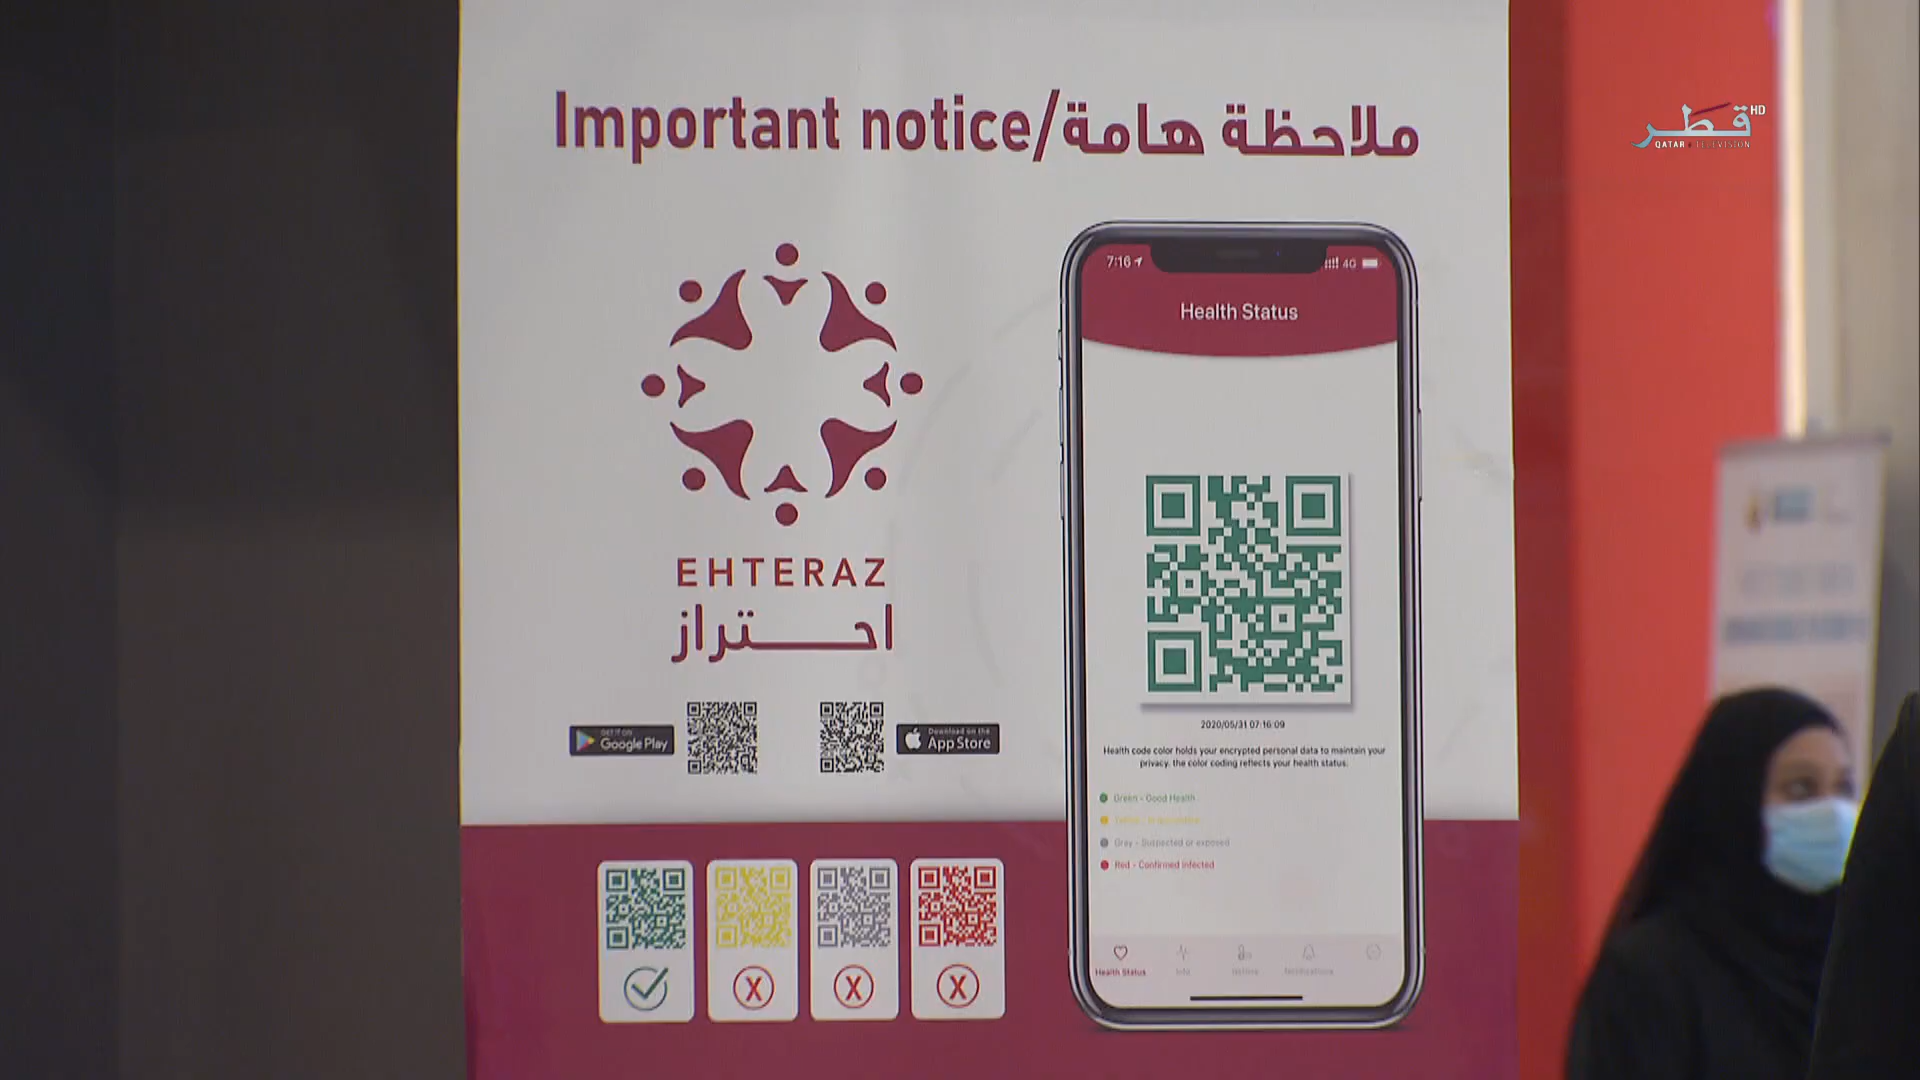 Important notice/ملاحظة هامة
قطر HD
QATAR TELEVISION
7:16
4G
Health Status
EHTERAZ
احتراز
GET IT ON
Google Play
Download on the
App Store
2020/05/31 07:16:09
Health code color holds your encrypted personal data to maintain your
privacy. the color coding reflects your health status.
Green - Good Health
Grey - Suspected or exposed
Red - Confirmed infected
X
X
X
Health Status
Info
Notifications